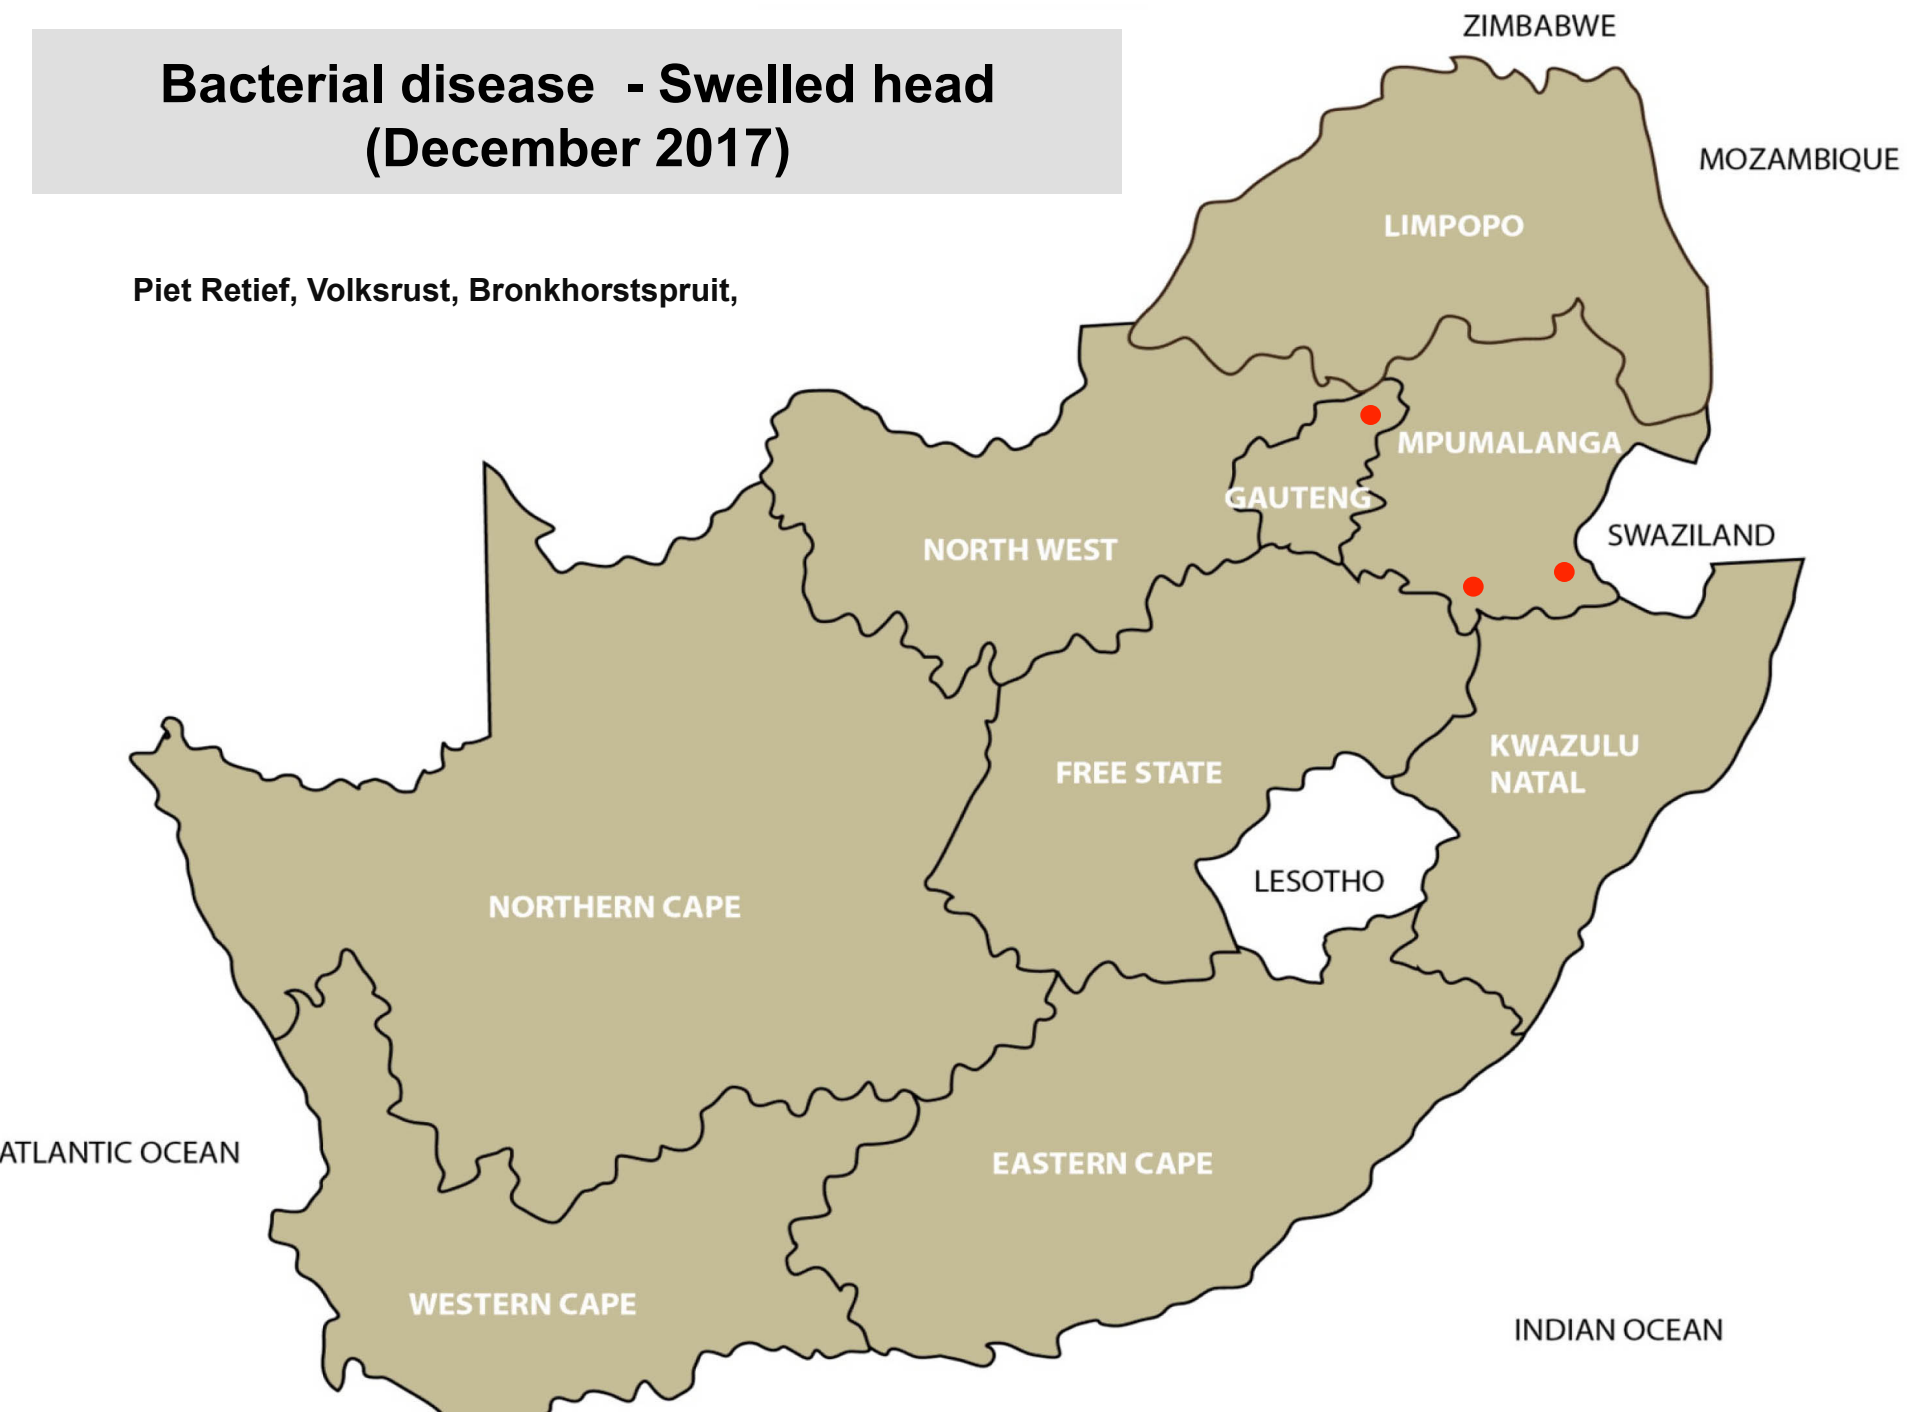 ZIMBABWE
Bacterial disease - Swelled head
(December 2017)
MOZAMBIQUE
LIMPOPO
Piet Retief, Volksrust, Bronkhorstspruit,
MPUMALANGA
GAUTENG
SWAZILAND
NORTH WEST
KWAZULU
NATAL
FREE STATE
LESOTHO
NORTHERN CAPE
ATLANTIC OCEAN
EASTERN CAPE
WESTERN CAPE
INDIAN OCEAN